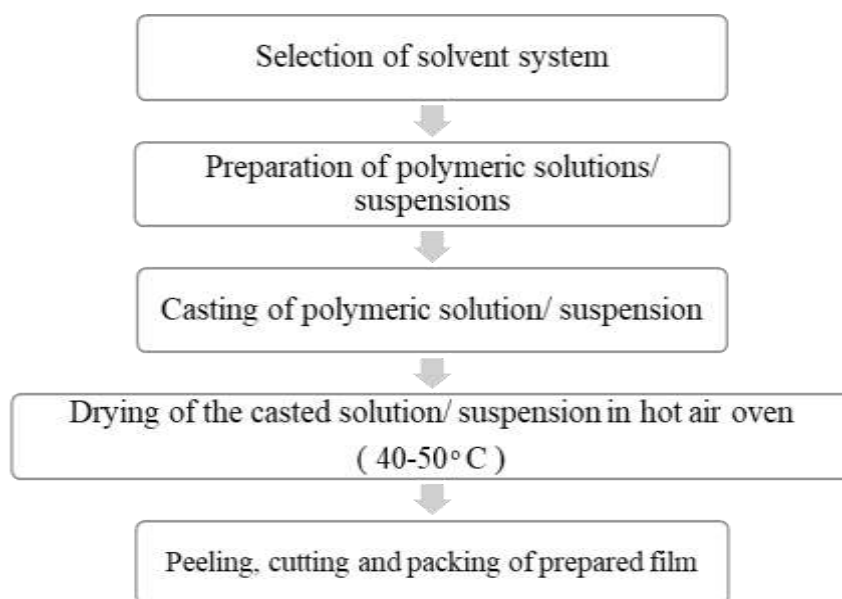 Selection of solvent system
Preparation of polymeric solutions/
suspensions
Casting of polymeric solution/ suspension
Drying of the casted solution/ suspension in hot air oven
( 40-50° C )
Peeling, cutting and packing of prepared film